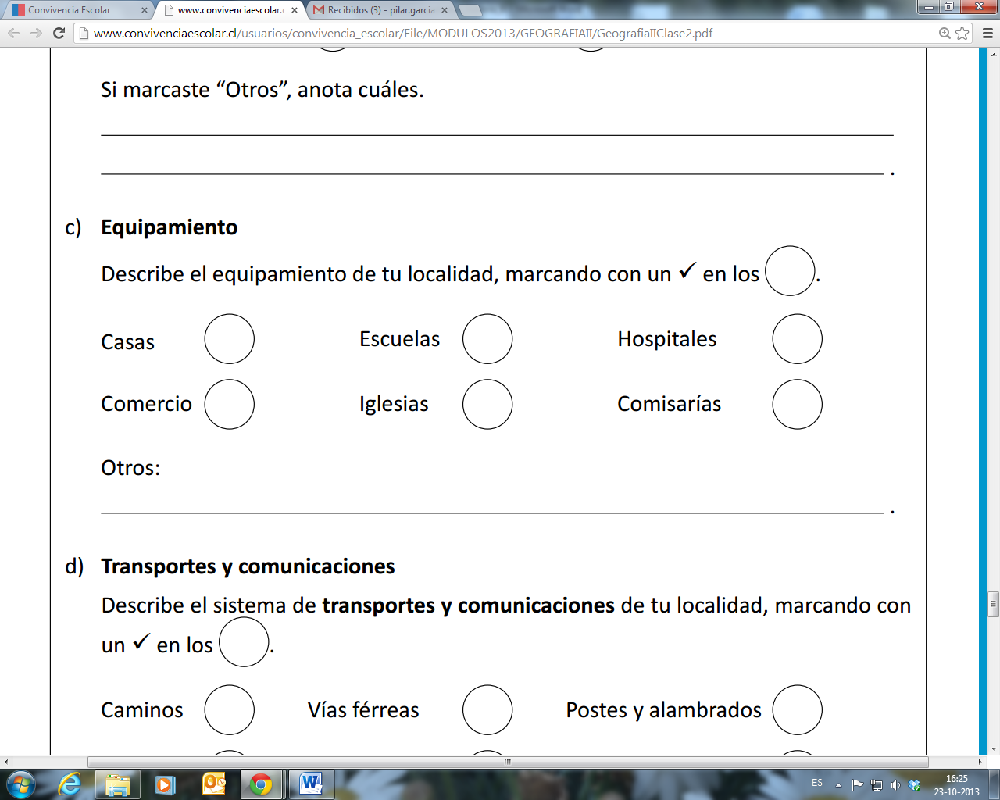 Convivencia Escolar
www.convivenciaescolar.c
Recibidos (3) - pilar.garcia
www.convivenciaescolar.cl/usuarios/convivencia_escolar/File/MODULOS2013/GEOGRAFIAII/GeografiaIIClase2.pdf
Si marcaste “Otros”, anota cuáles.
.
c) Equipamiento
Describe el equipamiento de tu localidad, marcando con un ✓ en los .
Casas Escuelas Hospitales
Comercio Iglesias Comisarías
Otros:
.
d) Transportes y comunicaciones
Describe el sistema de transportes y comunicaciones de tu localidad, marcando con
un ✓ en los .
Caminos Vías férreas Postes y alambrados
ES 16:25
23-10-2013